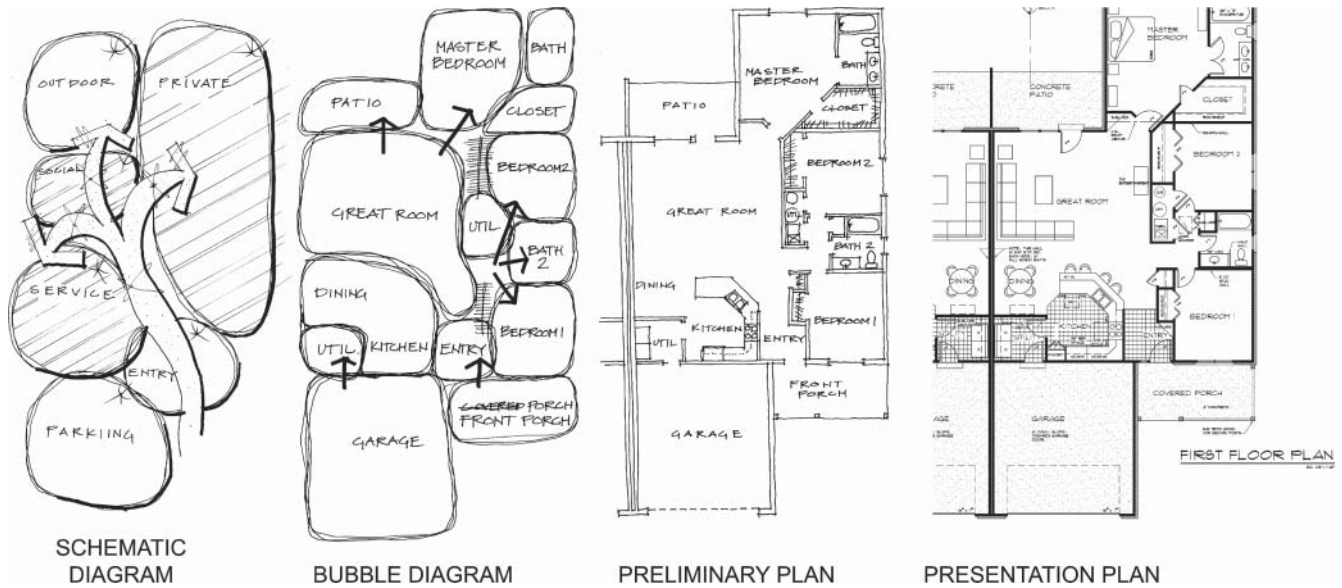 OUTDOOR
PRIVATE
SOCIAL
SERVICE
ENTRY
PARKIING
SCHEMATIC
DIAGRAM
MASTER
BEDROOM
BATH
PATIO
CLOSET
BEDROOM2
GREAT ROOM
UTIL.
BATH
2
DINING
BEDROOM1
UTIL.
KITCHEN
ENTRY
COVERED PORCH
FRONT PORCH
GARAGE
BUBBLE DIAGRAM
MASTER BEDROOM
BATH
PATIO
CLOSET
BEDROOM 2
GREAT ROOM
UTIL
BATH 2
DINING
KITCHEN
BEDROOM 1
UTIL
ENTRY
FRONT
PORCH
GARAGE
PRELIMINARY PLAN
MASTER
BEDROOM
CONCRETE
PATIO
CLOSET
BEDROOM 2
GREAT ROOM
DINING
DINING
KITCHEN
UTIL
ENTRY
BEDROOM 1
COVERED PORCH
GARAGE
FIRST FLOOR PLAN
PRESENTATION PLAN